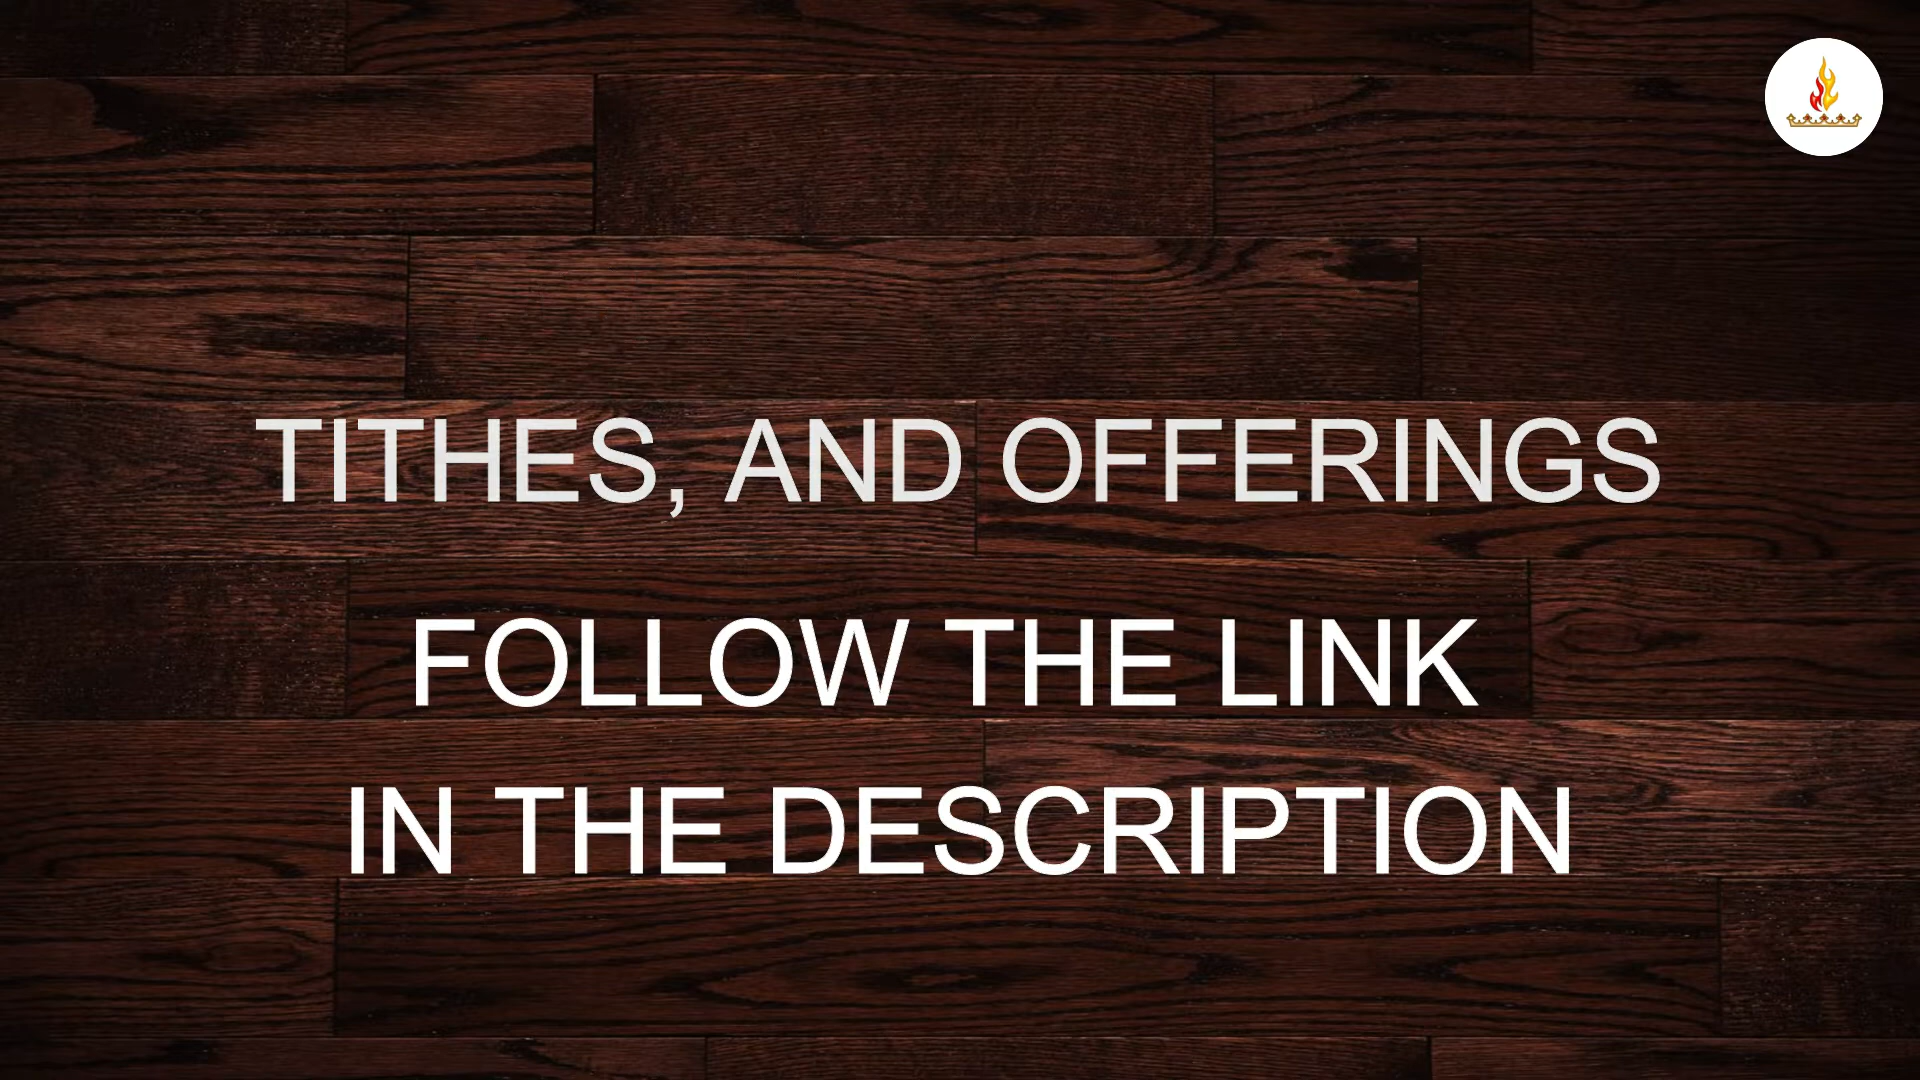 TITHES, AND OFFERINGS
FOLLOW THE LINK
IN THE DESCRIPTION